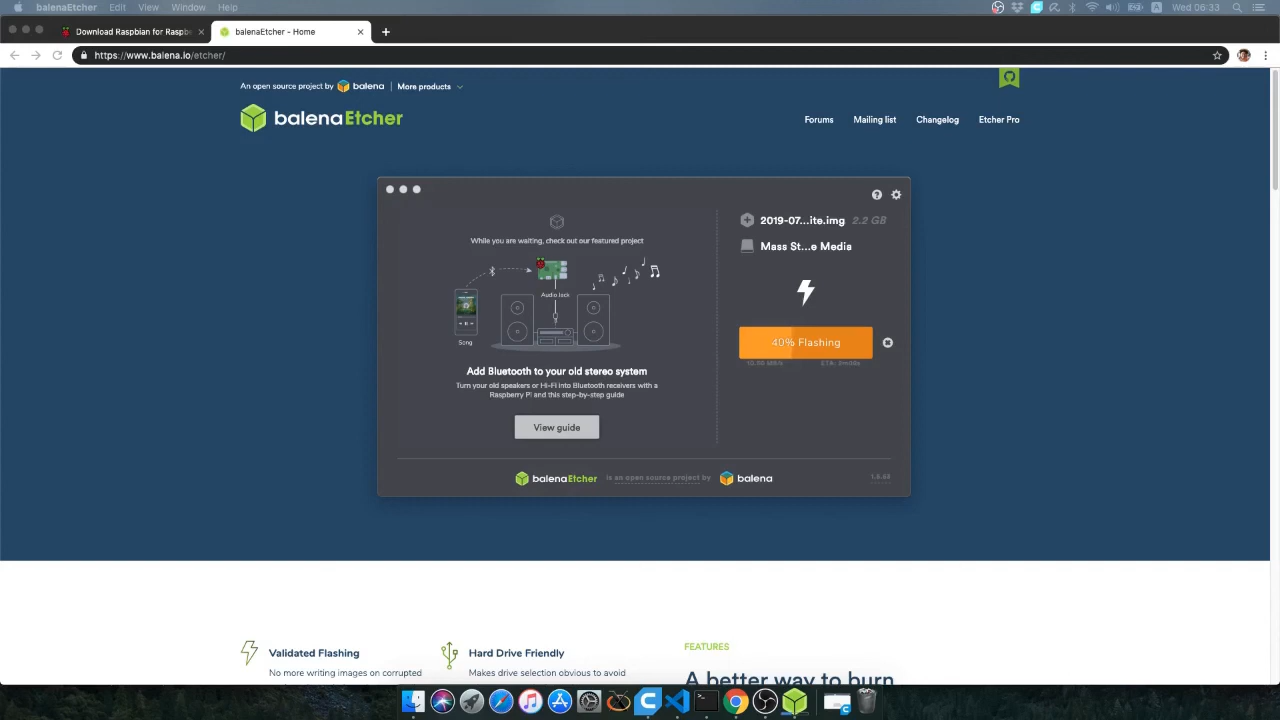 balenaEtcher Edit View Window Help
Wed 06:33
Download Raspbian for Raspbe
balenaEtcher - Home
https://www.balena.io/etcher/
An open source project by balena | More products
balenaEtcher
Forums Mailing list Changelog Etcher Pro
While you are waiting, check out our featured project
Audio Jack
Song
Add Bluetooth to your old stereo system
Turn your old speakers or Hi-Fi into Bluetooth receivers with a
Raspberry Pi and this step-by-step guide
View guide
2019-07...ite.img 2.2 GB
Mass St...e Media
40% Flashing
balenaEtcher is an open source project by balena
Validated Flashing
No more writing images on corrupted
Hard Drive Friendly
Makes drive selection obvious to avoid
FEATURES
A better way to burn